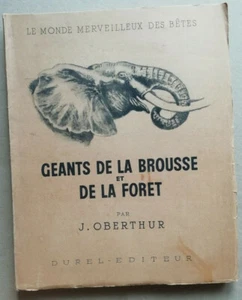 LE MONDE MERVEILLEUX DES BÊTES
GEANTS DE LA BROUSSE
ET
DE LA FORET
PAR
J. OBERTHUR
DUREL-EDITEUR